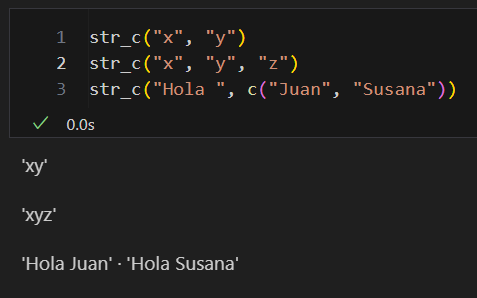 1 str_c("x", "y")
2 str_c("x", "y", "z")
3 str_c("Hola ", c("Juan", "Susana"))
✓ 0.0s
'xy'
'xyz'
'Hola Juan' · 'Hola Susana'